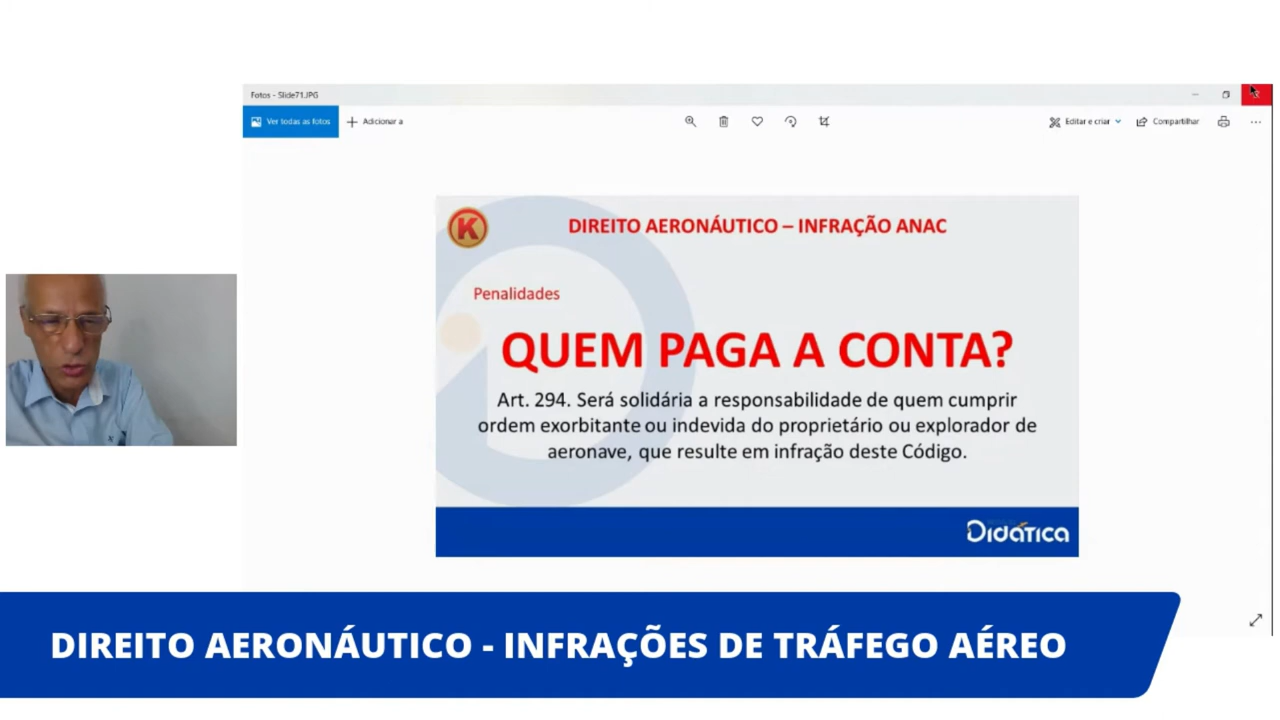 Fotos - Slide71.JPG
Ver todas as fotos
Adicionar a
Editar e criar
Compartilhar
K
DIREITO AERONÁUTICO – INFRAÇÃO ANAC
Penalidades
QUEM PAGA A CONTA?
Art. 294. Será solidária a responsabilidade de quem cumprir
ordem exorbitante ou indevida do proprietário ou explorador de
aeronave, que resulte em infração deste Código.
Didática
DIREITO AERONÁUTICO - INFRAÇÕES DE TRÁFEGO AÉREO